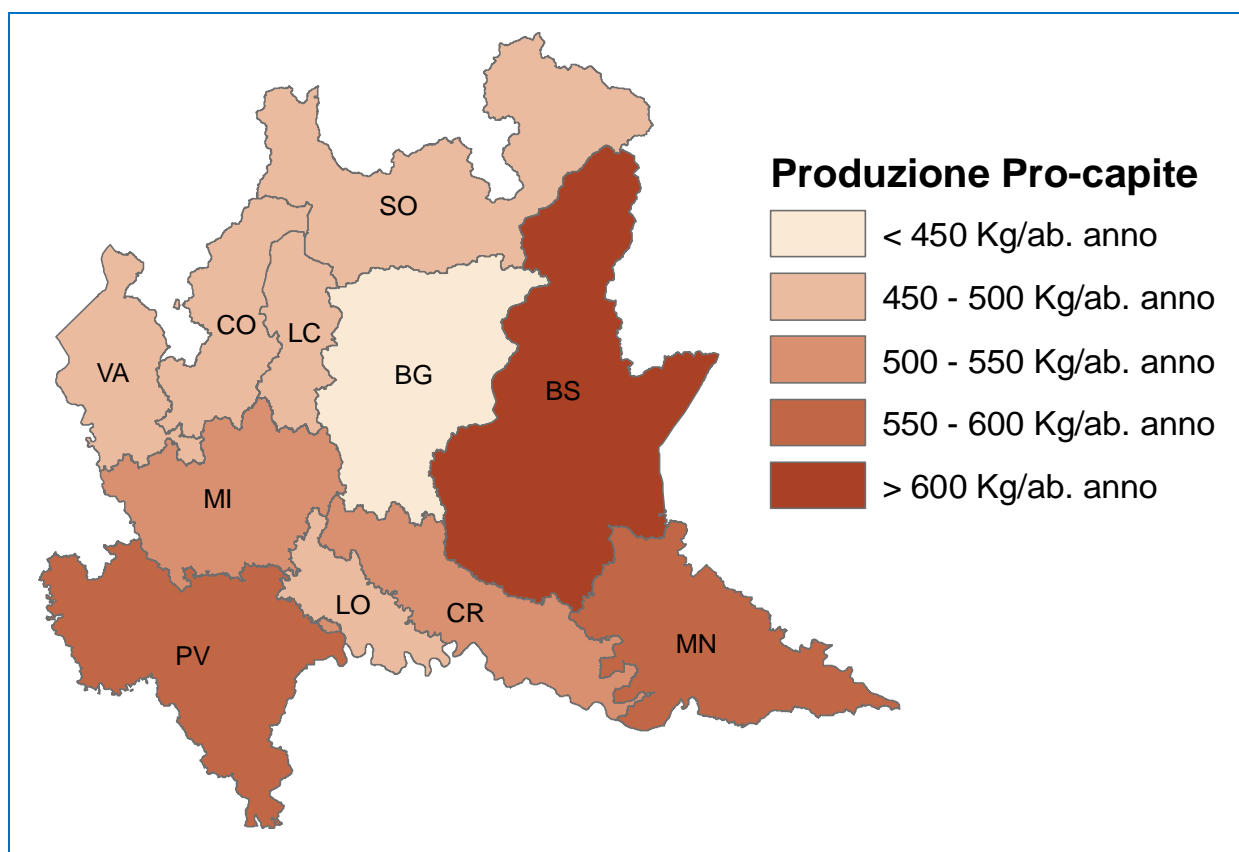 Produzione Pro-capite
< 450 Kg/ab. anno
450 - 500 Kg/ab. anno
500 - 550 Kg/ab. anno
550 - 600 Kg/ab. anno
> 600 Kg/ab. anno
SO
CO
LC
VA
BG
BS
MI
LO
CR
PV
MN